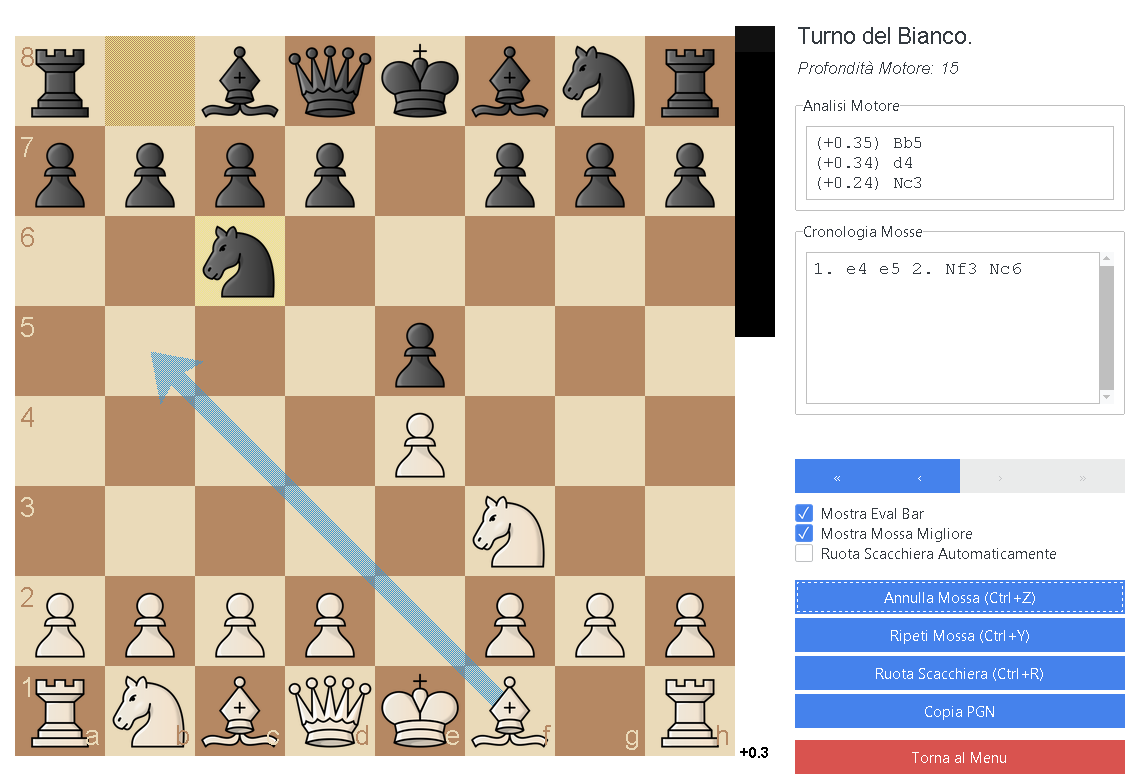 8
7
6
5
4
3
2
1
a b c d e f g h
+0.3
Turno del Bianco.
Profondità Motore: 15
Analisi Motore
(+0.35) Bb5
(+0.34) d4
(+0.24) Nc3
Cronologia Mosse
1. e4 e5 2. Nf3 Nc6
« ‹ › »
Mostra Eval Bar
Mostra Mossa Migliore
Ruota Scacchiera Automaticamente
Annulla Mossa (Ctrl+Z)
Ripeti Mossa (Ctrl+Y)
Ruota Scacchiera (Ctrl+R)
Copia PGN
Torna al Menu